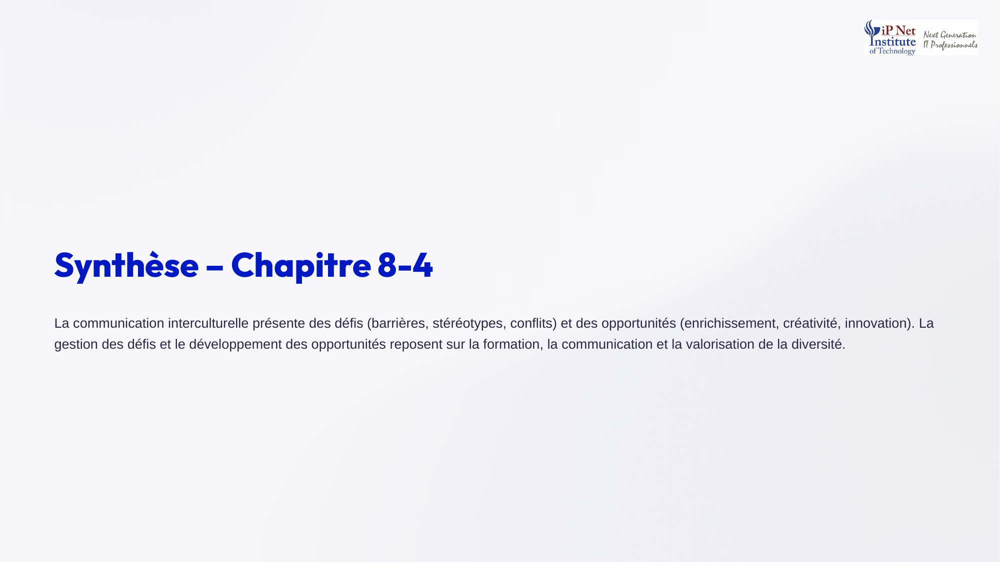 iP Net
Institute
of Technology
Next Generation
IT Professionnels
Synthèse – Chapitre 8-4
La communication interculturelle présente des défis (barrières, stéréotypes, conflits) et des opportunités (enrichissement, créativité, innovation). La
gestion des défis et le développement des opportunités reposent sur la formation, la communication et la valorisation de la diversité.